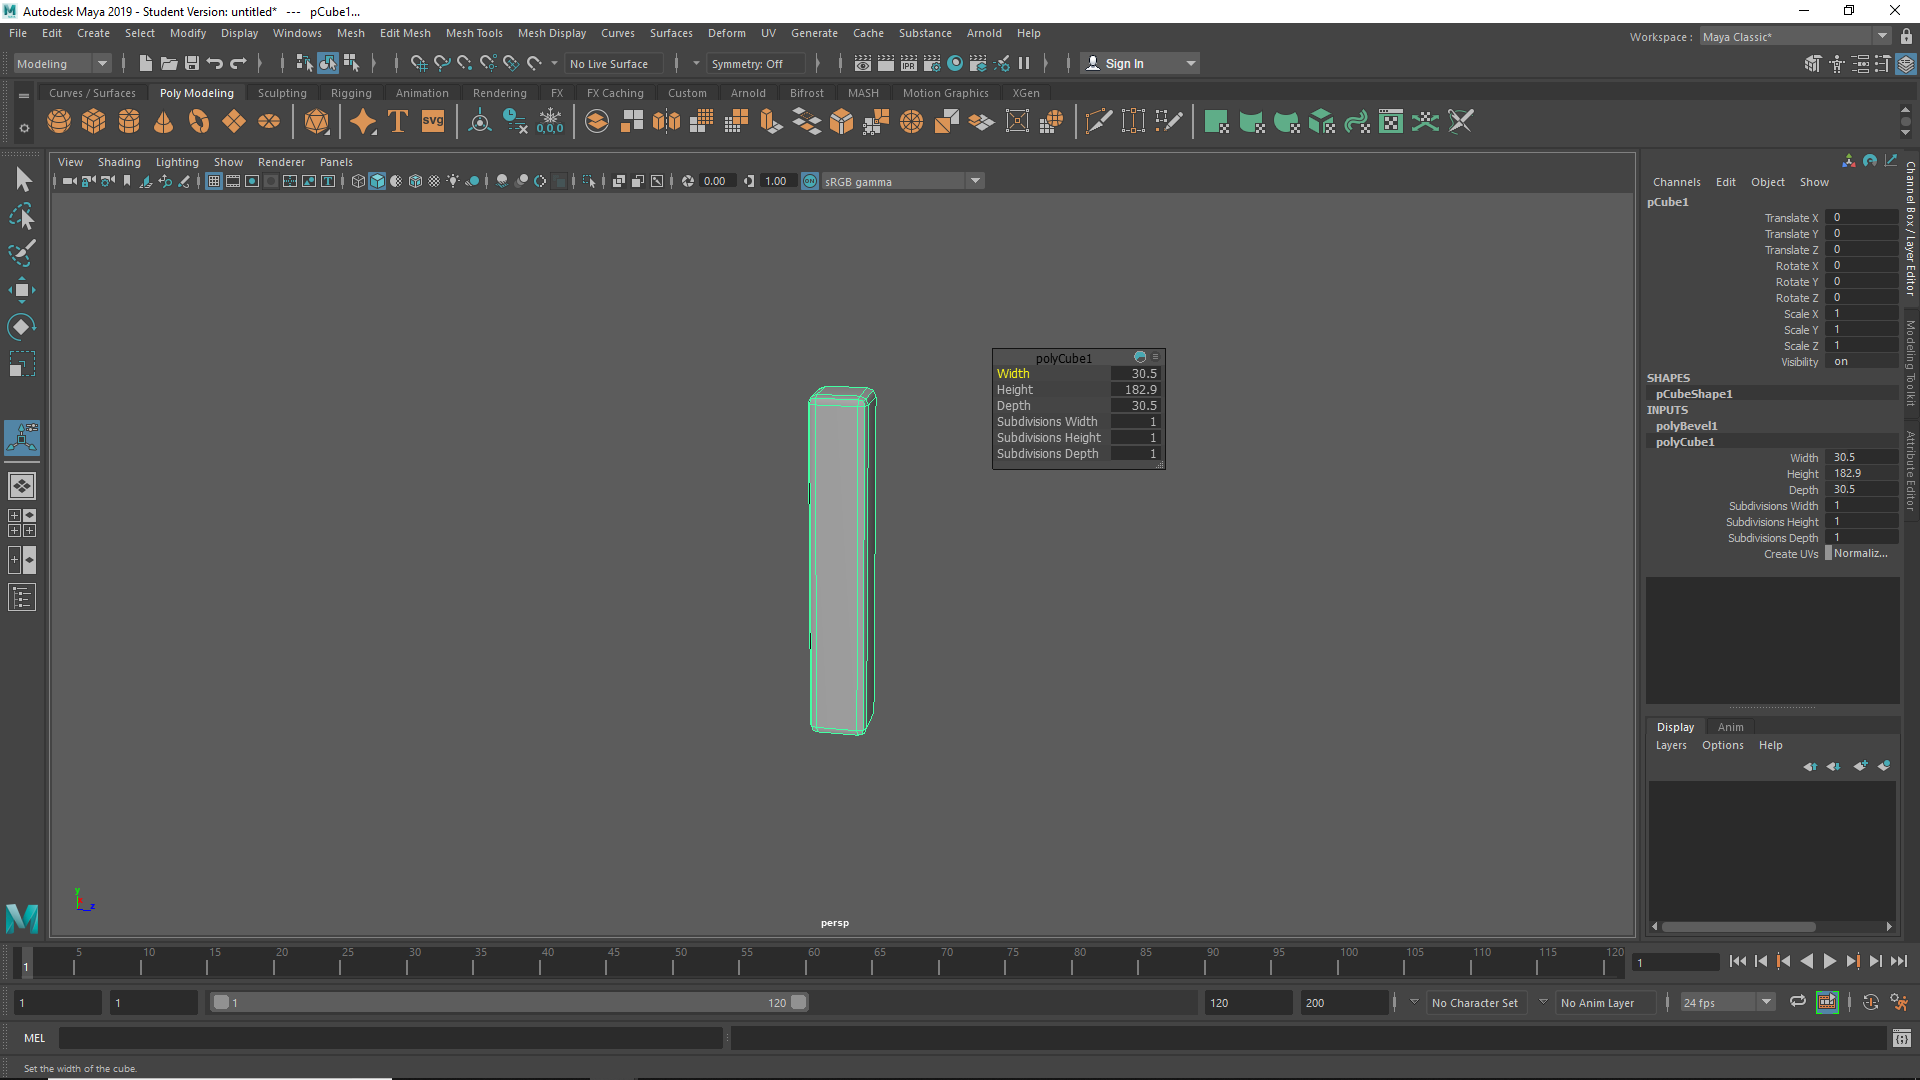 Autodesk Maya 2019 - Student Version: untitled*   ---   pCube1...
File Edit Create Select Modify Display Windows Mesh Edit Mesh Mesh Tools Mesh Display Curves Surfaces Deform UV Generate Cache Substance Arnold Help
Workspace : Maya Classic*
Modeling No Live Surface Symmetry: Off IPR Sign In
Curves / Surfaces Poly Modeling Sculpting Rigging Animation Rendering FX FX Caching Custom Arnold Bifrost MASH Motion Graphics XGen
T svg 0,0,0
View Shading Lighting Show Renderer Panels
0.00 1.00 ON sRGB gamma
Channels Edit Object Show
pCube1
Translate X 0
Translate Y 0
Translate Z 0
Rotate X 0
Rotate Y 0
Rotate Z 0
Scale X 1
Scale Y 1
Scale Z 1
Visibility on
SHAPES
pCubeShape1
INPUTS
polyBevel1
polyCube1
Width 30.5
Height 182.9
Depth 30.5
Subdivisions Width 1
Subdivisions Height 1
Subdivisions Depth 1
Create UVs Normaliz...
Channel Box / Layer Editor
Modeling Toolkit
Attribute Editor
polyCube1
Width 30.5
Height 182.9
Depth 30.5
Subdivisions Width 1
Subdivisions Height 1
Subdivisions Depth 1
Display Anim
Layers Options Help
y
z
persp
1 5 10 15 20 25 30 35 40 45 50 55 60 65 70 75 80 85 90 95 100 105 110 115 120 1
1 1 1 120 120 200 No Character Set No Anim Layer 24 fps
MEL
Set the width of the cube.